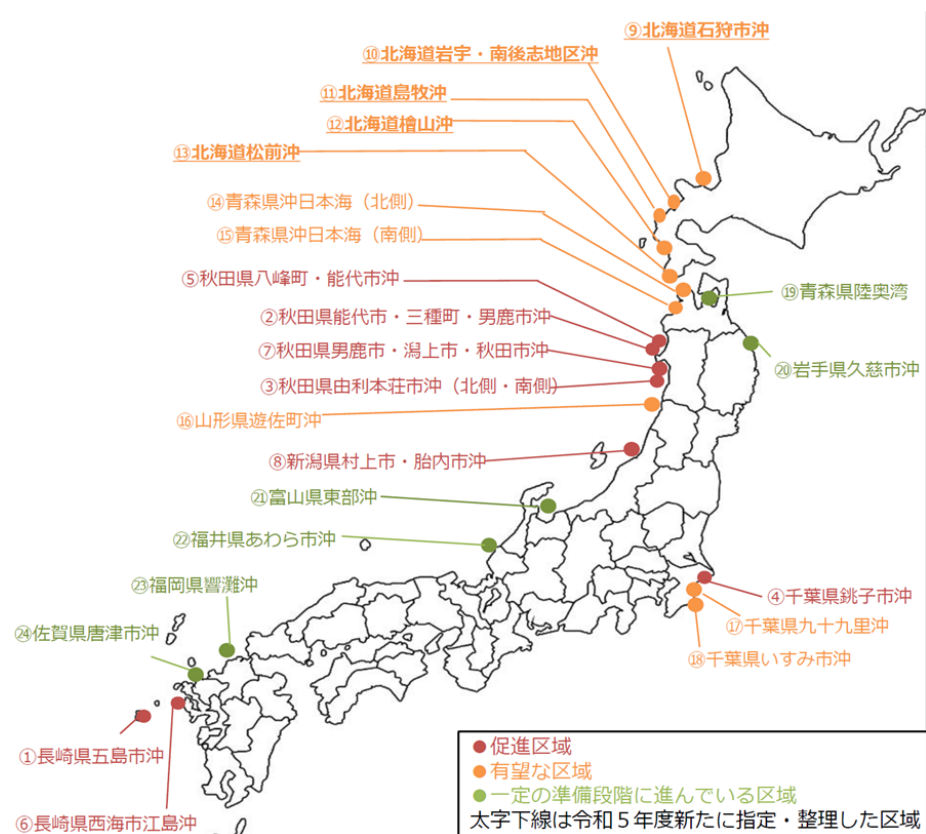 ⑨北海道石狩市沖
⑩北海道岩宇・南後志地区沖
⑪北海道島牧沖
⑫北海道檜山沖
⑬北海道松前沖
⑭青森県沖日本海（北側）
⑮青森県沖日本海（南側）
⑤秋田県八峰町・能代市沖
⑲青森県陸奥湾
②秋田県能代市・三種町・男鹿市沖
⑦秋田県男鹿市・潟上市・秋田市沖
⑳岩手県久慈市沖
③秋田県由利本荘市沖（北側・南側）
⑯山形県遊佐町沖
⑧新潟県村上市・胎内市沖
㉑富山県東部沖
㉒福井県あわら市沖
㉓福岡県響灘沖
④千葉県銚子市沖
⑰千葉県九十九里沖
㉔佐賀県唐津市沖
⑱千葉県いすみ市沖
①長崎県五島市沖
⑥長崎県西海市江島沖
●促進区域
●有望な区域
●一定の準備段階に進んでいる区域
太字下線は令和５年度新たに指定・整理した区域